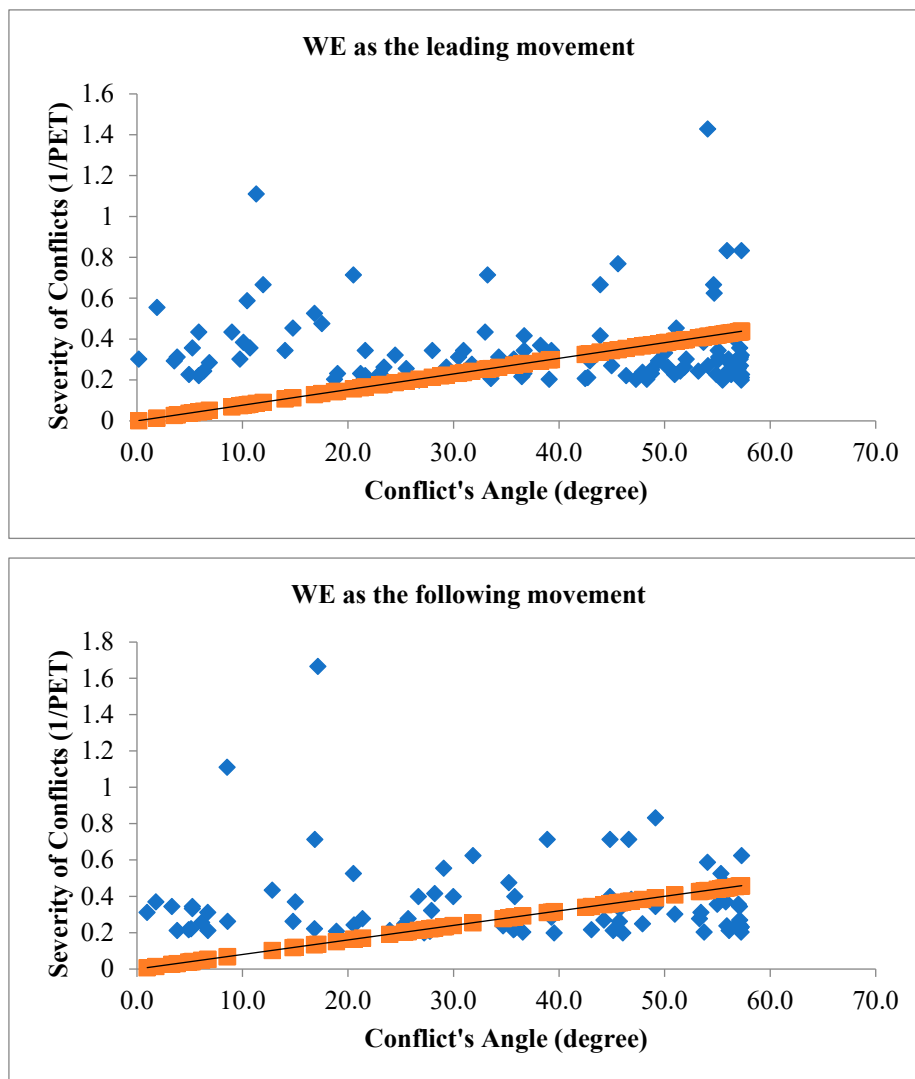 WE as the leading movement
Severity of Conflicts (1/PET)
1.6
1.4
1.2
1
0.8
0.6
0.4
0.2
0
0.0 10.0 20.0 30.0 40.0 50.0 60.0 70.0
Conflict's Angle (degree)
WE as the following movement
Severity of Conflicts (1/PET)
1.8
1.6
1.4
1.2
1
0.8
0.6
0.4
0.2
0
0.0 10.0 20.0 30.0 40.0 50.0 60.0 70.0
Conflict's Angle (degree)